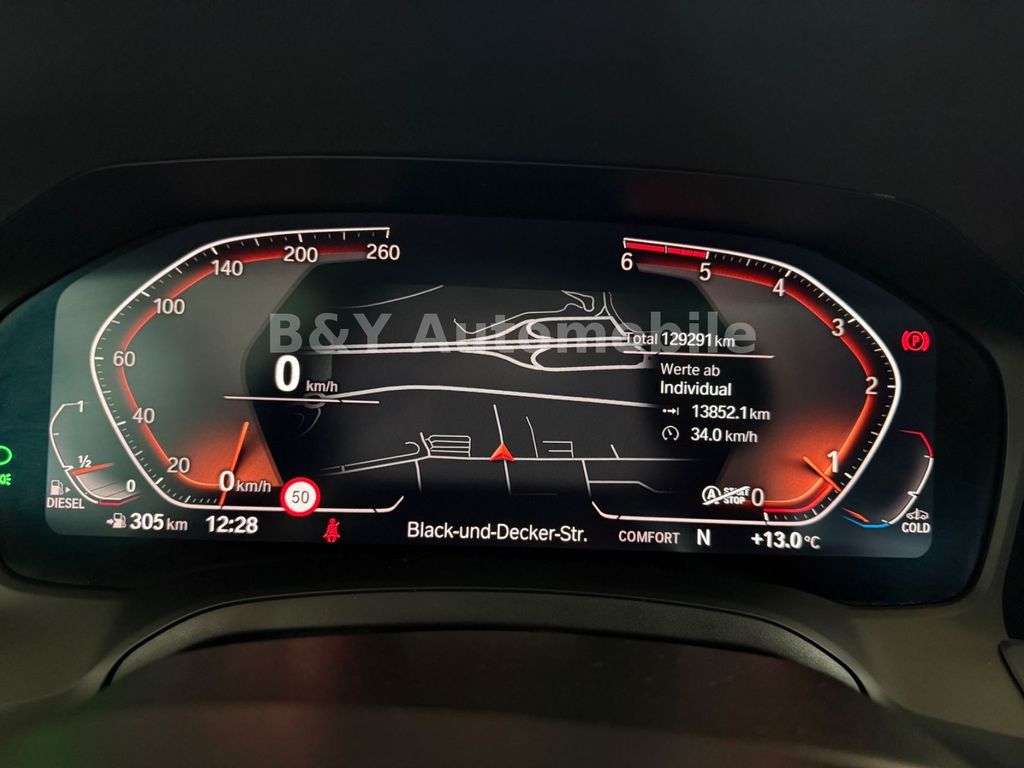 260
200
140
100
60
40
20
0 km/h
6
5
4
3
2
1
0
B&Y Automobile
Total 129291 km
0 km/h
Werte ab
Individual
13852.1 km
34.0 km/h
P
1
1/2
0
DIESEL
50
A START
STOP
COLD
305 km
12:28
Black-und-Decker-Str.
COMFORT
N
+13.0 °C